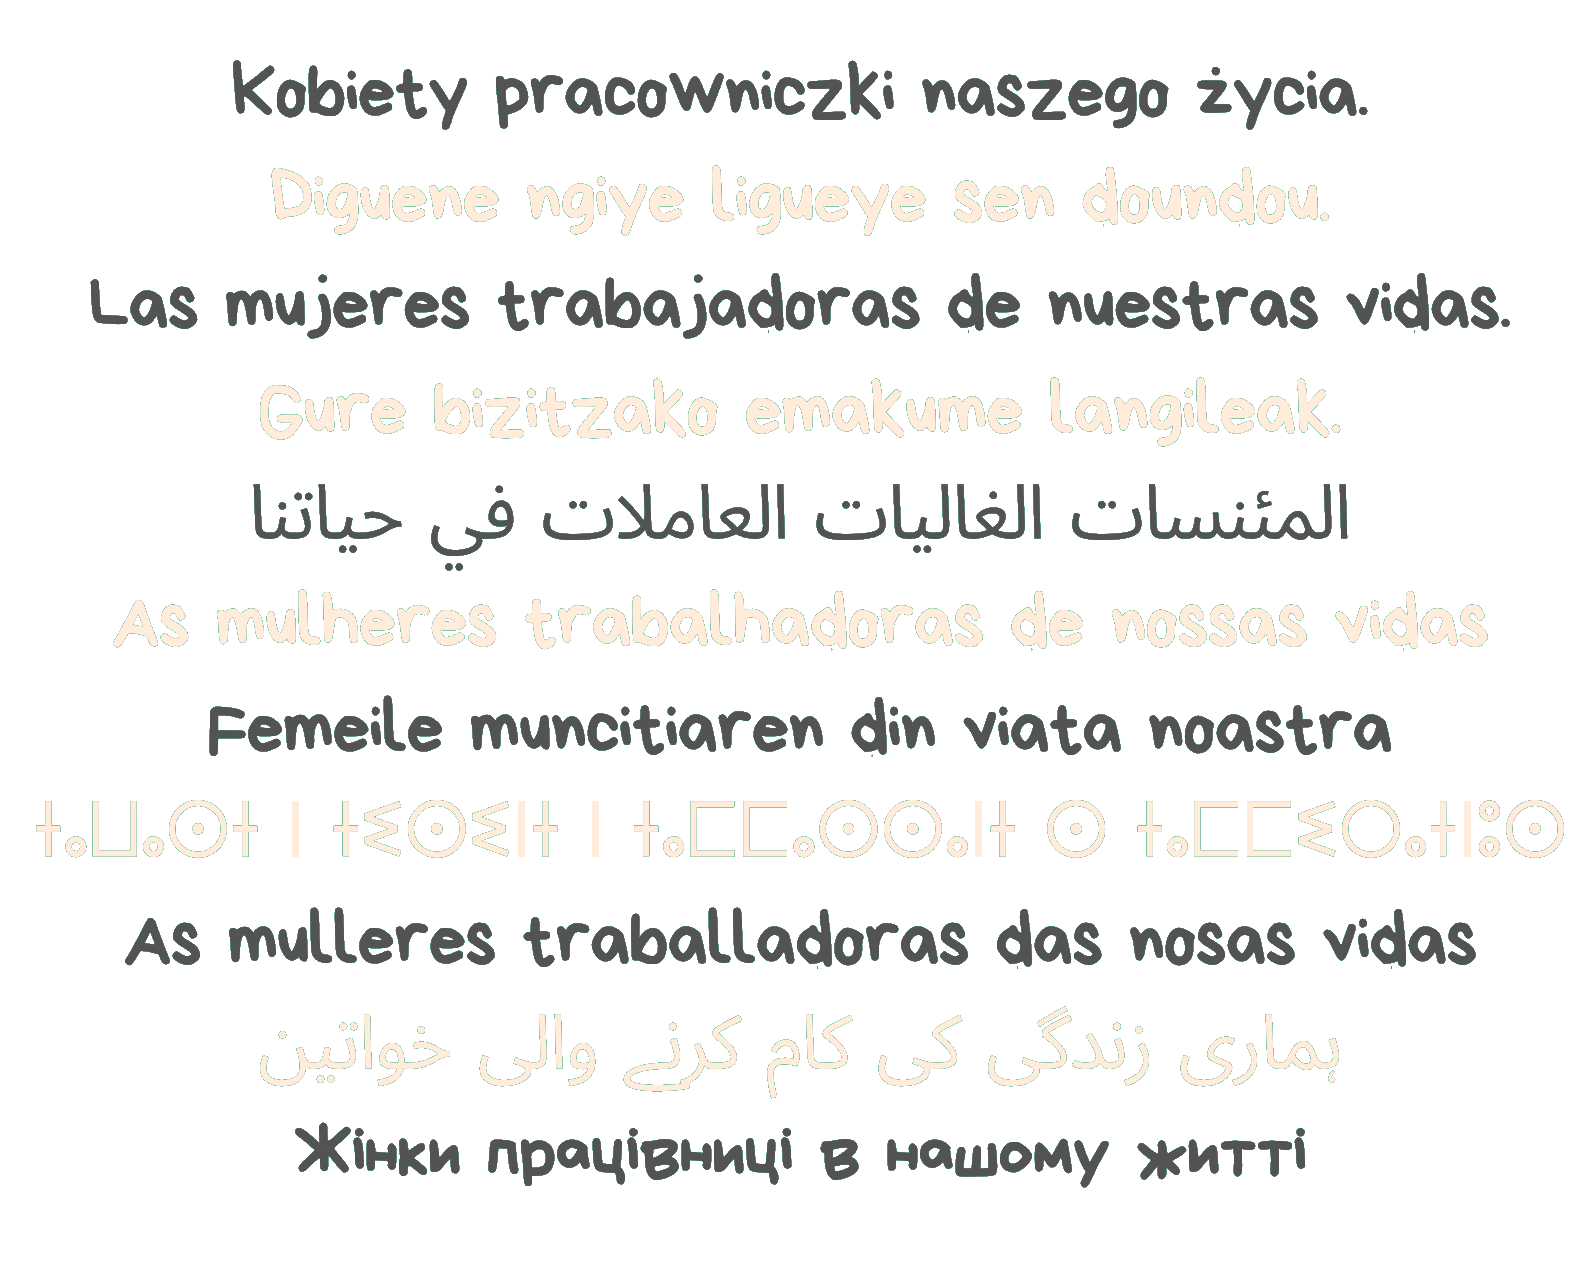 Kobiety pracowniczki naszego życia.
Diguene ngiye ligueye sen doundou.
Las mujeres trabajadoras de nuestras vidas.
Gure bizitzako emakume langileak.
المئنسات الغاليات العاملات في حياتنا
As mulheres trabalhadoras de nossas vidas
Femeile muncitiaren din viata noastra
ⵜⴰⵡⴰⵙⵜ ⵏ ⵜⵉⵙⵉⵏⵜ ⵏ ⵜⴰⵎⵎⴰⵙⵙⴰⵏⵜ ⵙ ⵜⴰⵎⵎⵉⵔⴰⵜⵏⵓⵙ
As mulleres traballadoras das nosas vidas
ہماری زندگی کی کام کرنے والی خواتین
Жінки працівниці в нашому житті